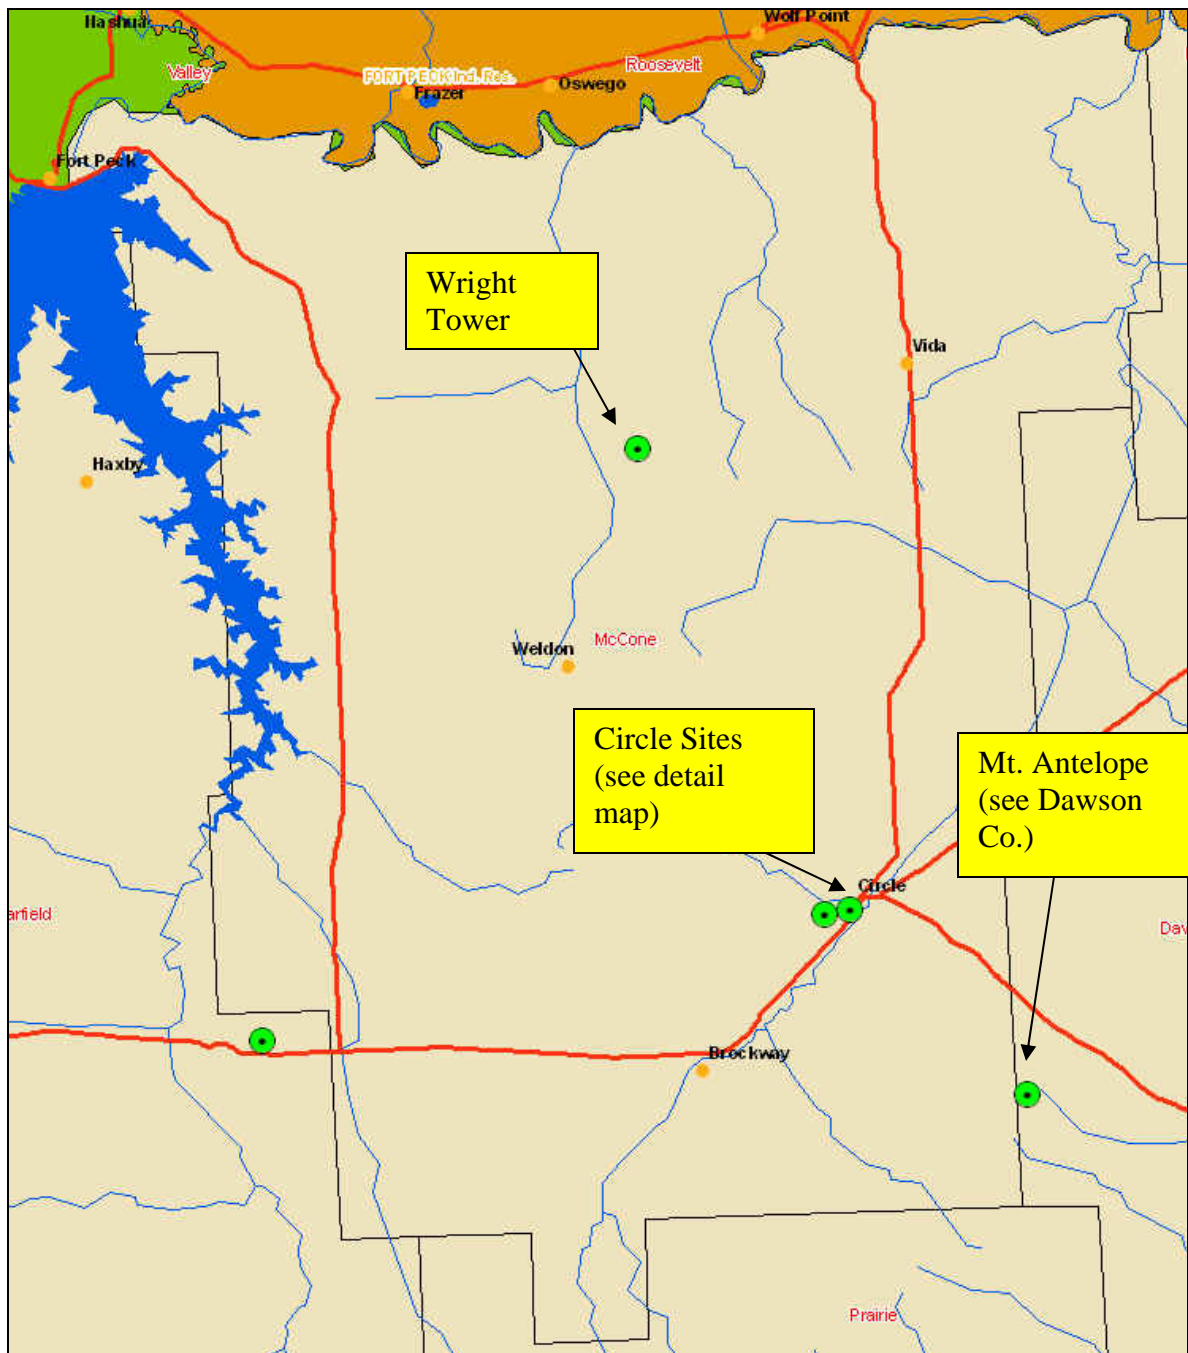 Hashua
Wolf Point
Valley
Roosevelt
FORT PECK Ind. Res.
Frazer
Oswego
Fort Peck
Wright
Tower
Vida
Haxby
Weldon
McCone
Circle Sites
(see detail
map)
Mt. Antelope
(see Dawson
Co.)
Circle
arfield
Daw
Brockway
Prairie